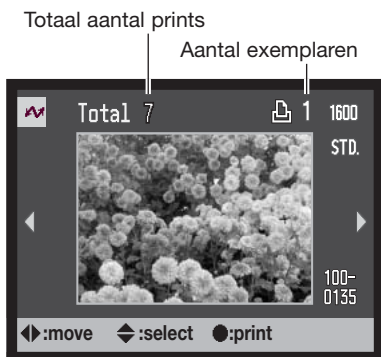 Totaal aantal prints
Aantal exemplaren
Total 7 1 1600
STD.
100-
0135
:move :select :print